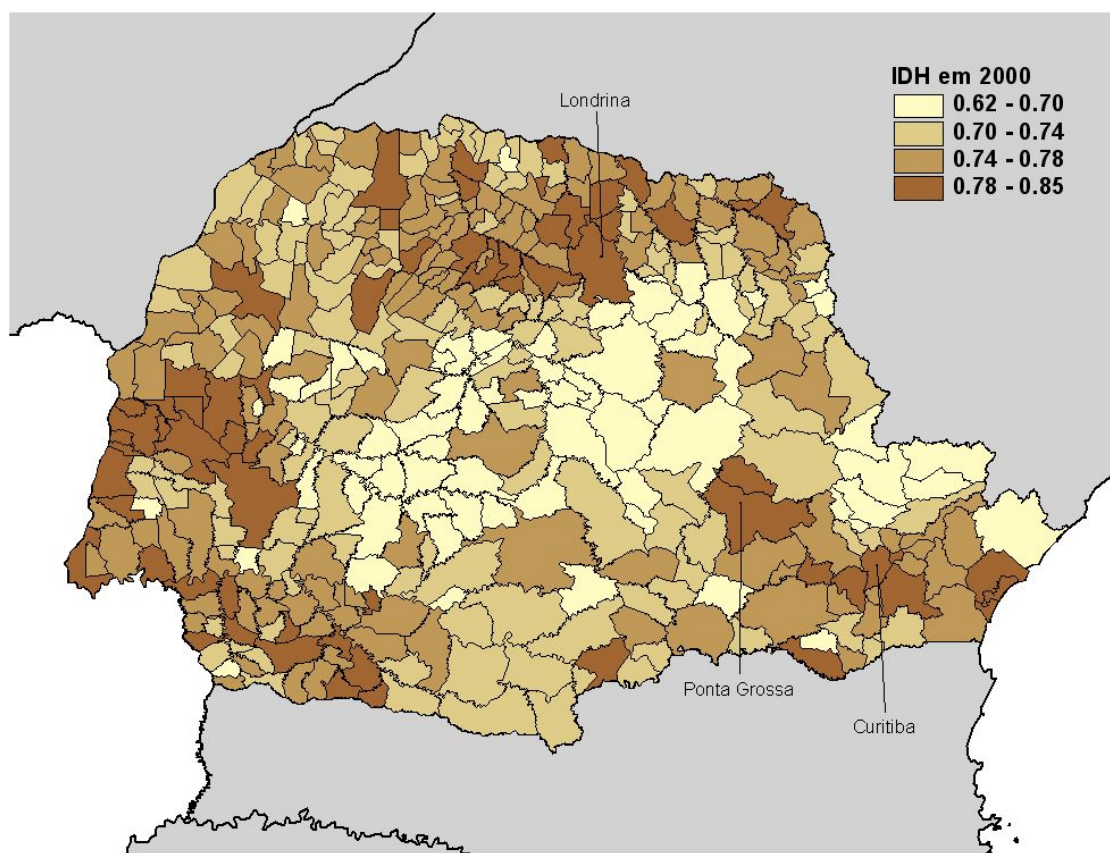 IDH em 2000
0.62 - 0.70
0.70 - 0.74
0.74 - 0.78
0.78 - 0.85
Londrina
Ponta Grossa
Curitiba